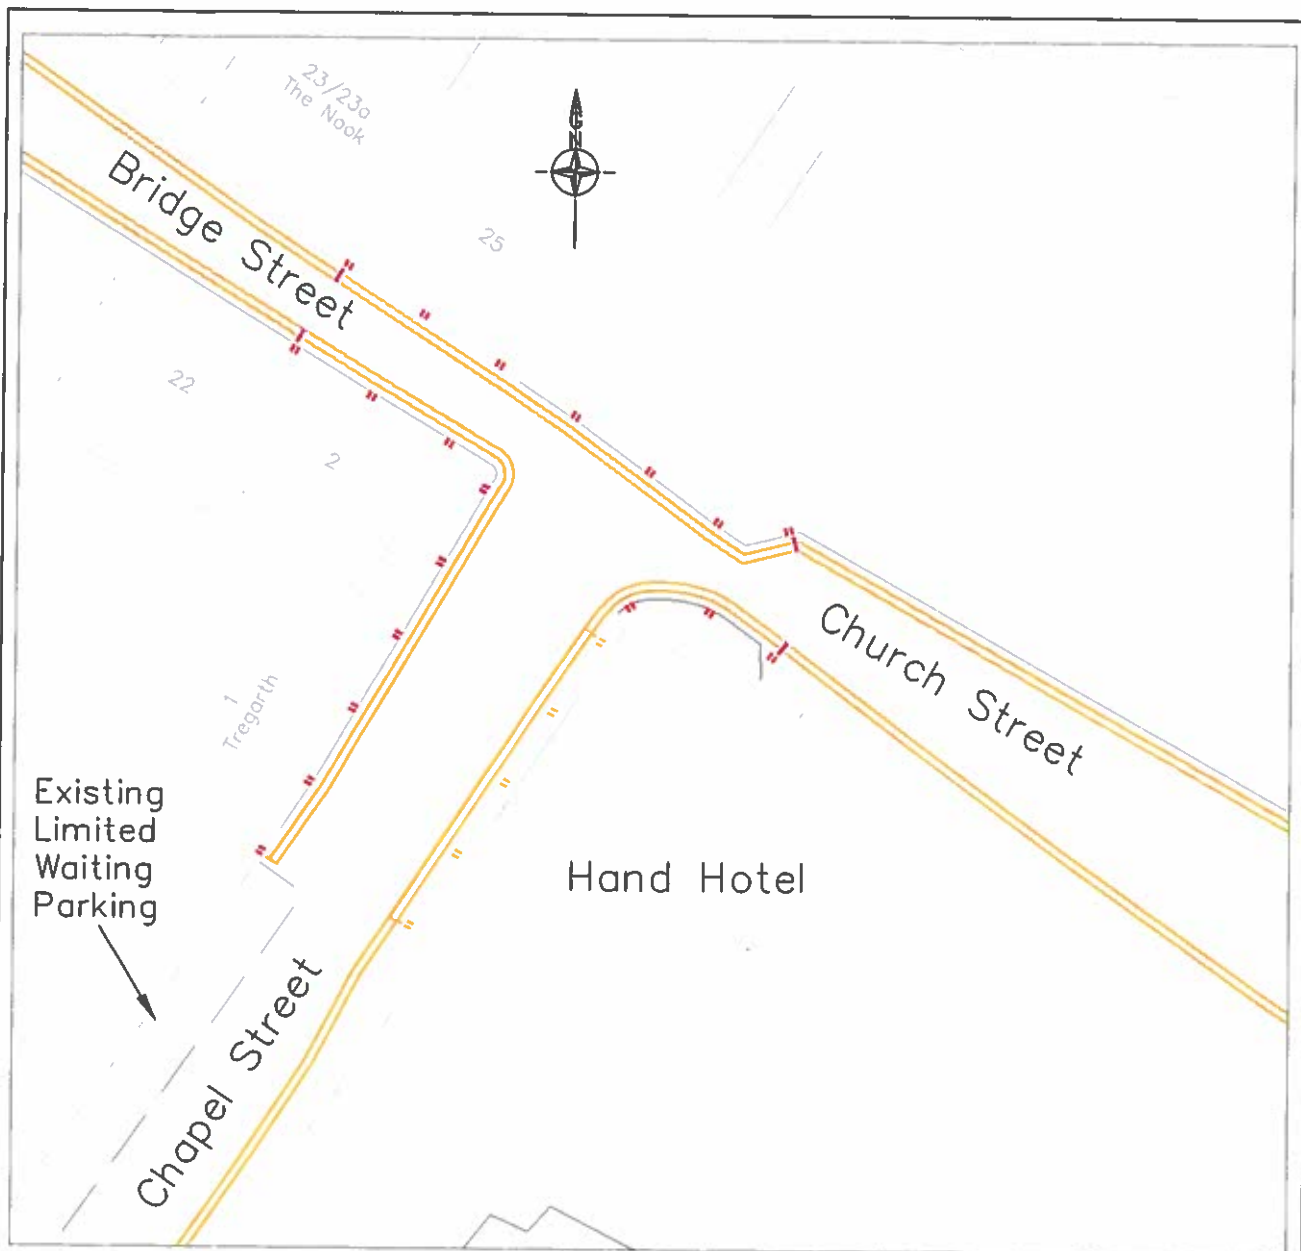 23/23a
The Nook
N
Bridge Street
25
22
2
Church Street
1
Tregarth
Existing
Limited
Waiting
Parking
Hand Hotel
Chapel Street